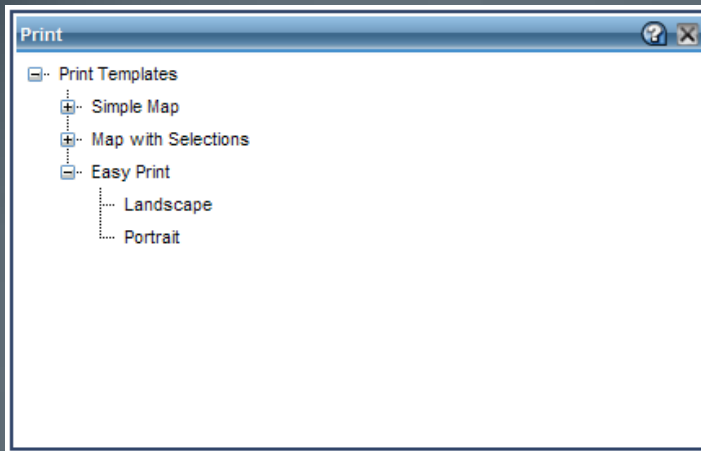 Print
Print Templates
Simple Map
Map with Selections
Easy Print
Landscape
Portrait